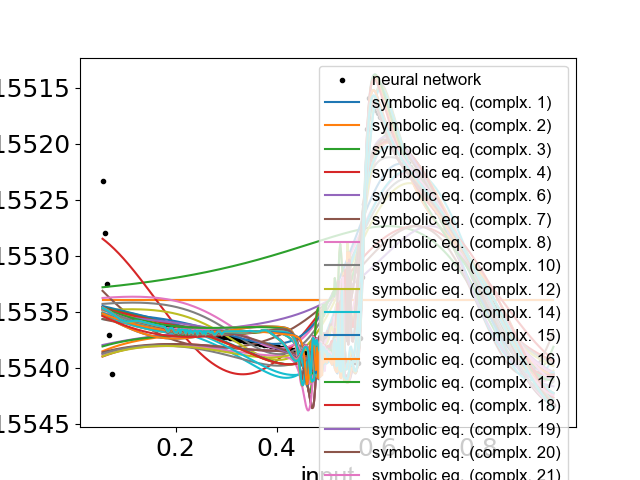 neural network
symbolic eq. (complx. 1)
symbolic eq. (complx. 2)
symbolic eq. (complx. 3)
symbolic eq. (complx. 4)
symbolic eq. (complx. 6)
symbolic eq. (complx. 7)
symbolic eq. (complx. 8)
symbolic eq. (complx. 10)
symbolic eq. (complx. 12)
symbolic eq. (complx. 14)
symbolic eq. (complx. 15)
symbolic eq. (complx. 16)
symbolic eq. (complx. 17)
symbolic eq. (complx. 18)
symbolic eq. (complx. 19)
symbolic eq. (complx. 20)
symbolic eq. (complx. 21)
15515
15520
15525
15530
15535
15540
15545
0.2
0.4
0.6
0.8
input